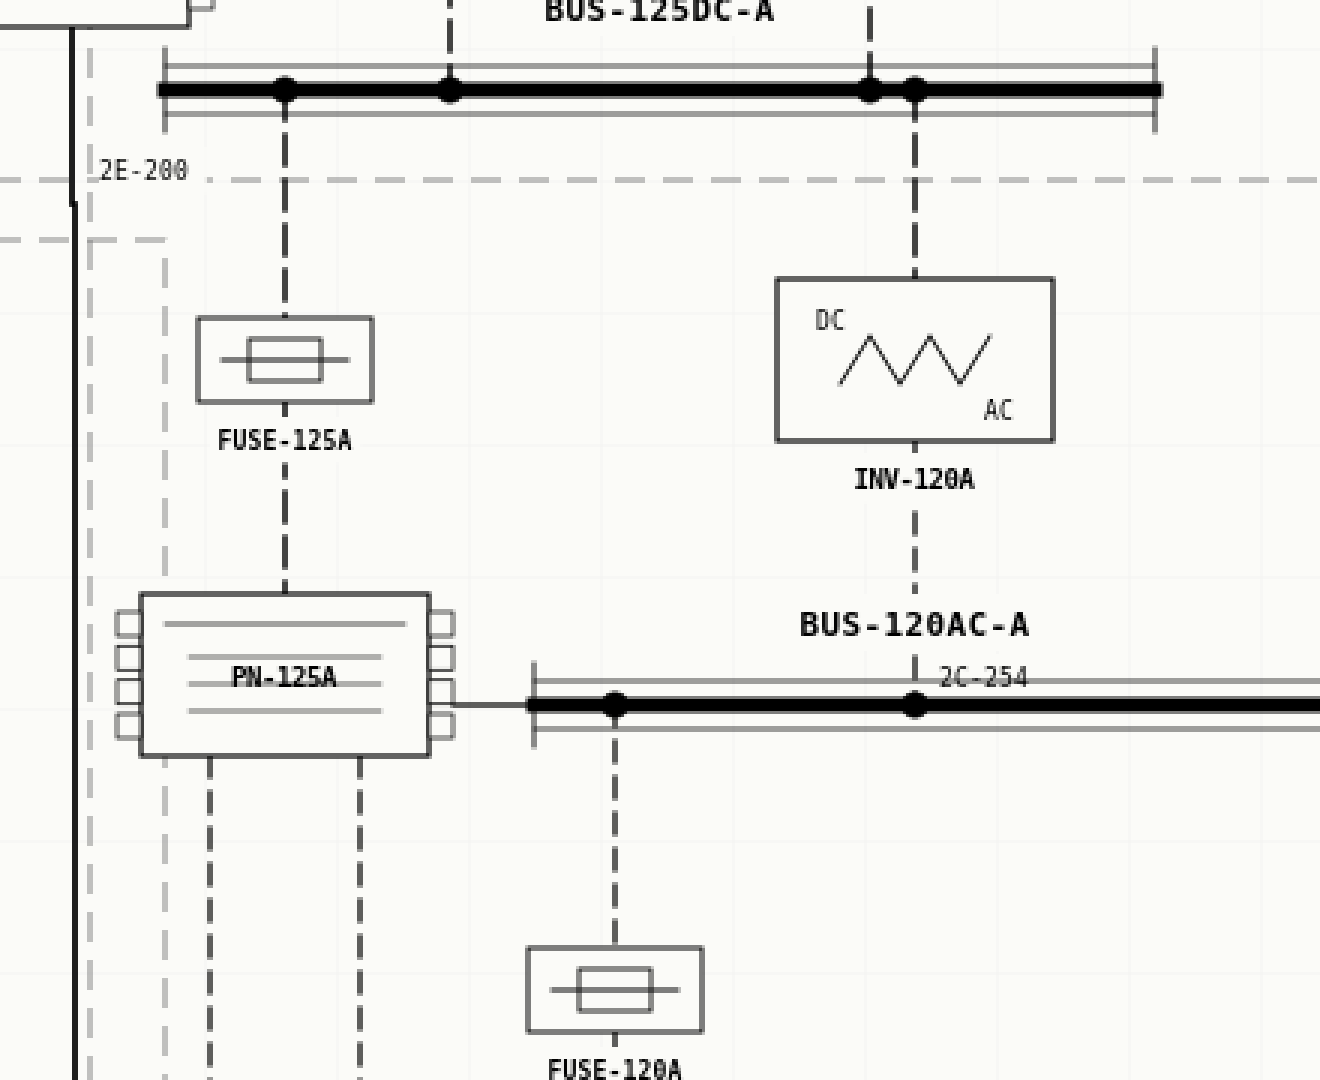 BUS-125DC-A
2E-200
DC
AC
FUSE-125A
INV-120A
BUS-120AC-A
PN-125A
2C-254
FUSE-120A